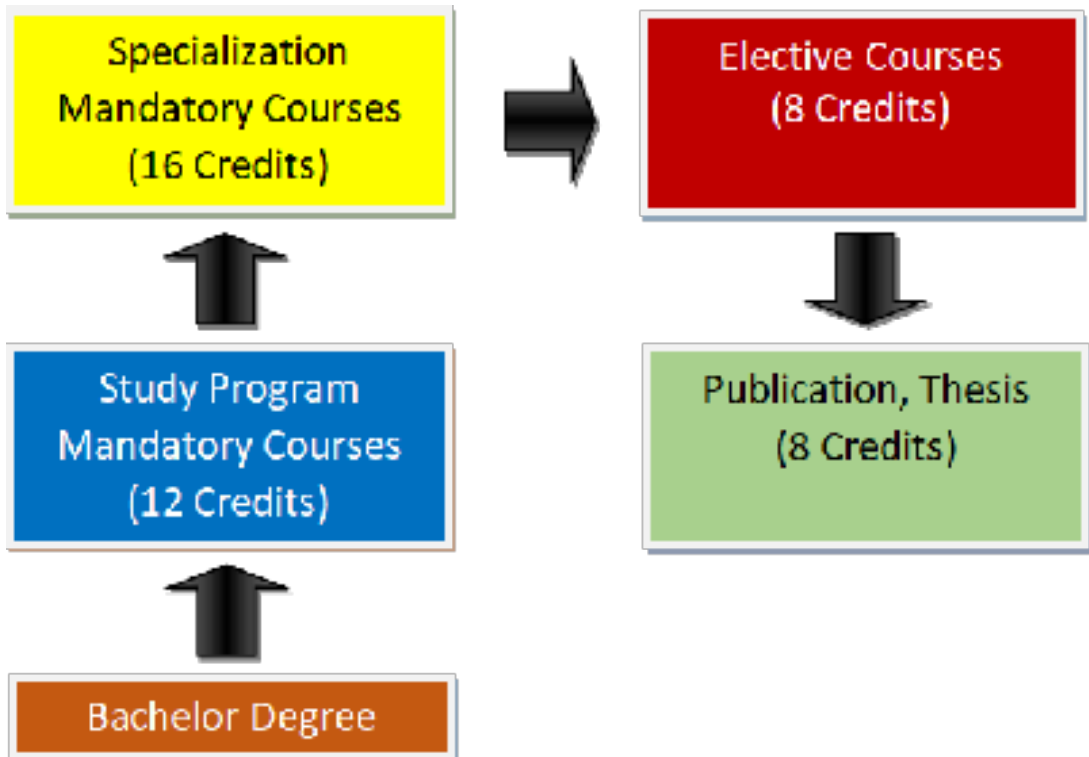 Specialization
Mandatory Courses
(16 Credits)
Elective Courses
(8 Credits)
Study Program
Mandatory Courses
(12 Credits)
Publication, Thesis
(8 Credits)
Bachelor Degree